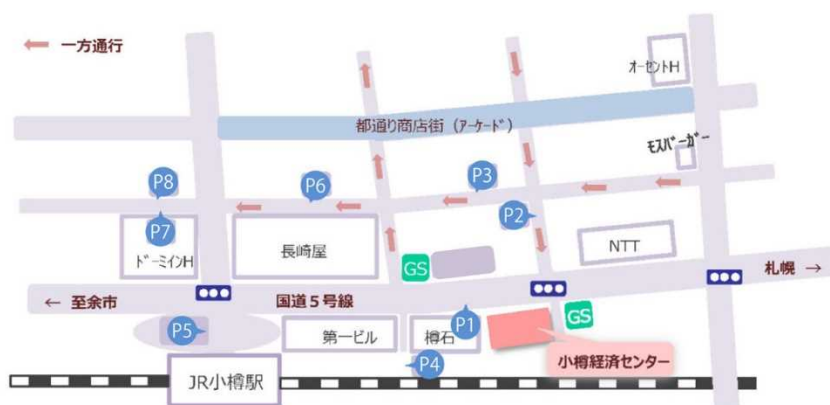 一方通行
オーセントH
都通り商店街（アーケード）
モスバーガー
P8
P6
P3
P2
P7
ドーミインH
長崎屋
GS
NTT
札幌 →
← 至余市
国道５号線
P1
GS
P5
第一ビル
樽石
小樽経済センター
P4
JR小樽駅